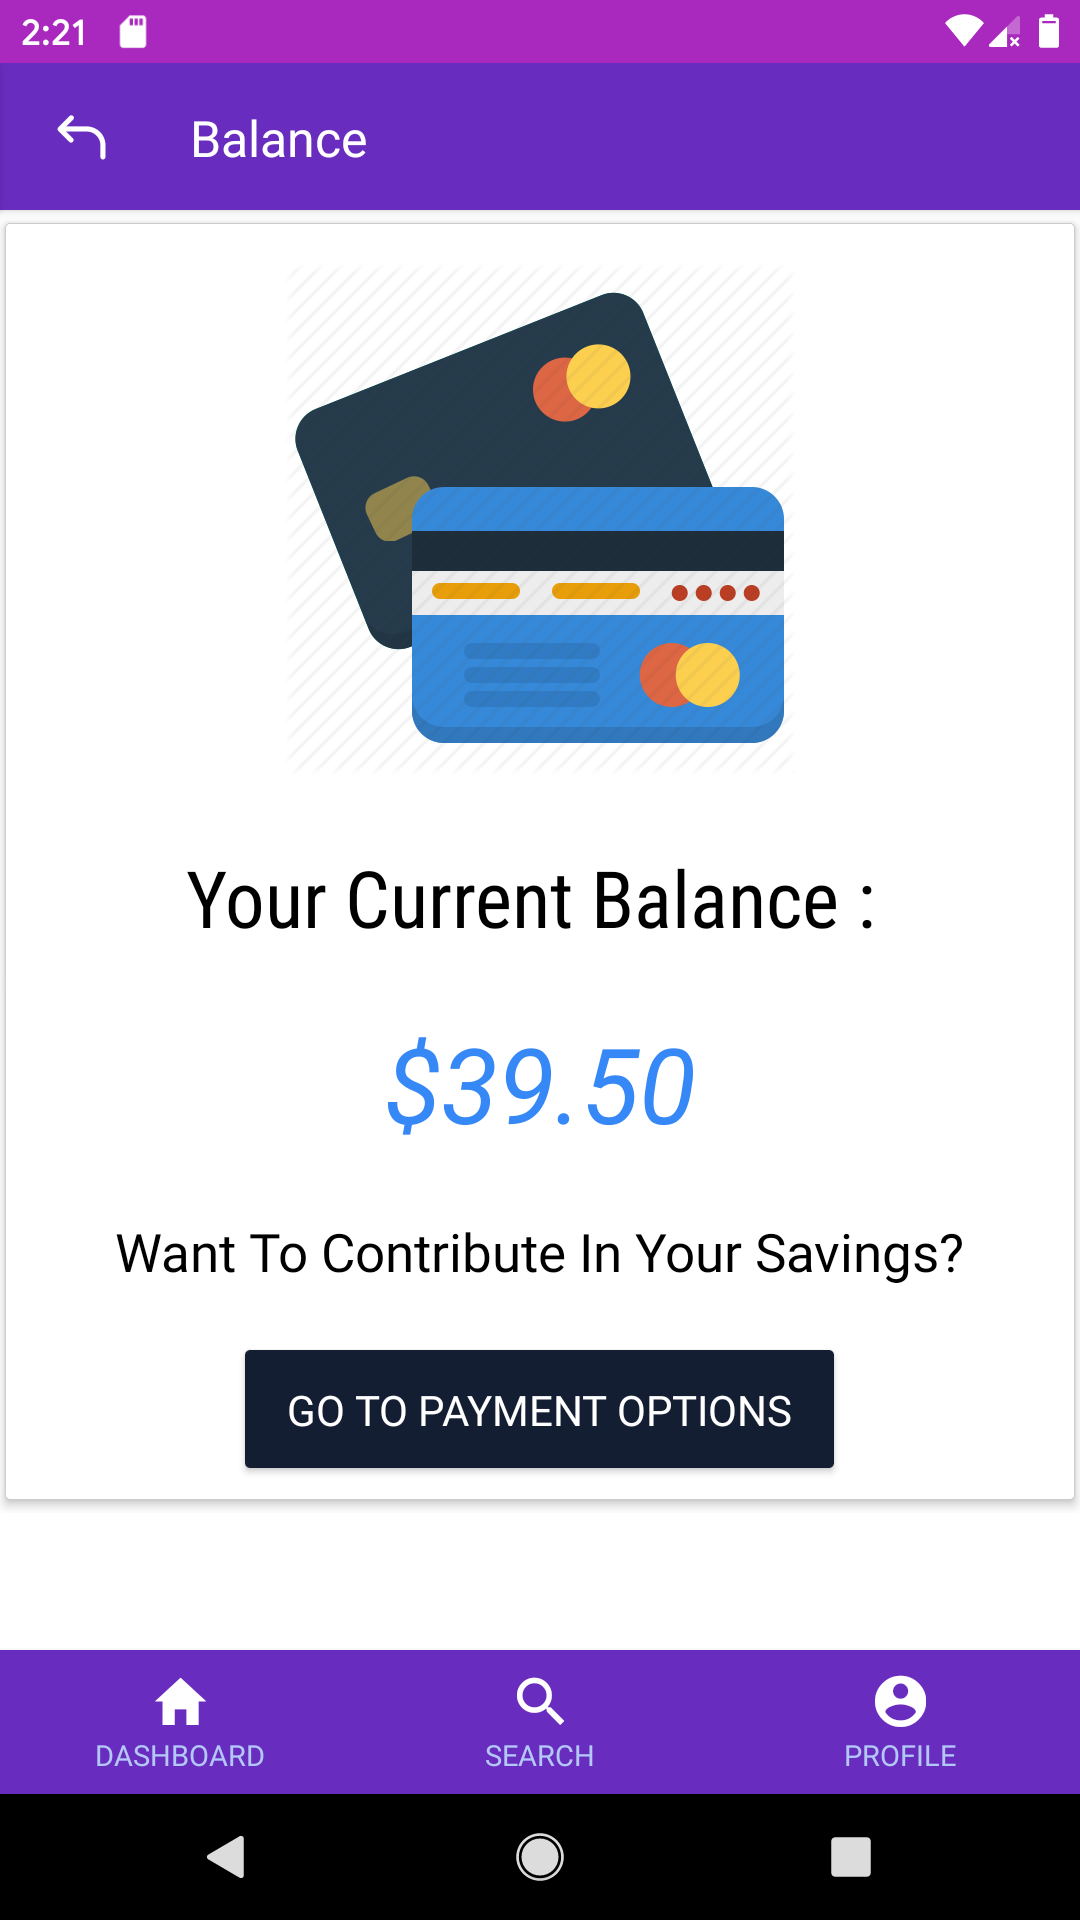 2:21
Balance
Your Current Balance :
$39.50
Want To Contribute In Your Savings?
GO TO PAYMENT OPTIONS
DASHBOARD SEARCH PROFILE